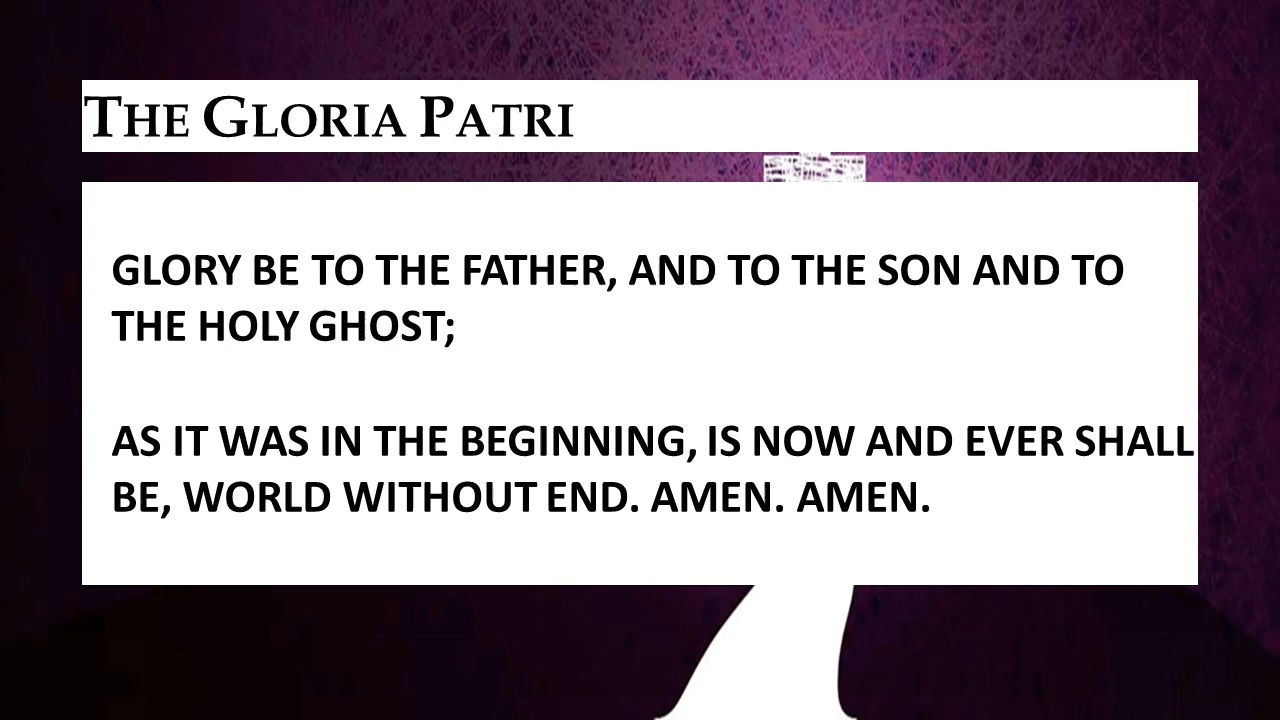 THE GLORIA PATRI
GLORY BE TO THE FATHER, AND TO THE SON AND TO
THE HOLY GHOST;
AS IT WAS IN THE BEGINNING, IS NOW AND EVER SHALL
BE, WORLD WITHOUT END. AMEN. AMEN.